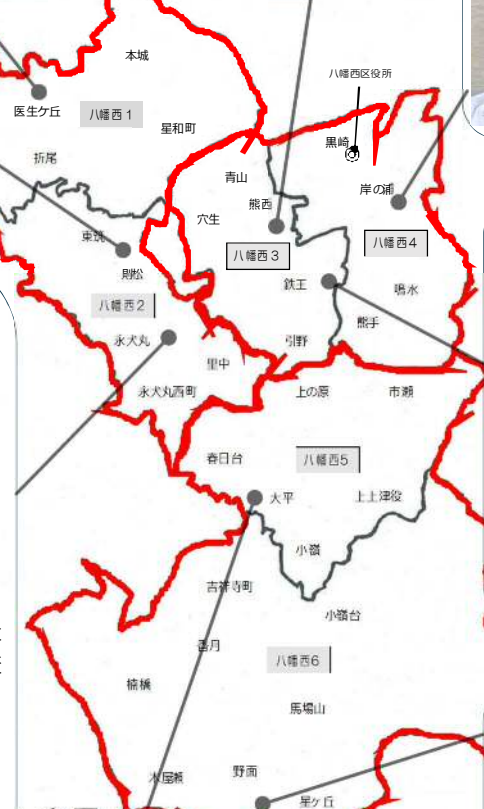 本城
八幡西区役所
医生ケ丘
八幡西1
星和町
黒崎
折尾
青山
岸の浦
熊西
穴生
東筑
八幡西4
八幡西3
則松
鉄王
鳴水
八幡西2
熊手
永犬丸
引野
里中
永犬丸西町
上の原
市瀬
春日台
八幡西5
大平
上上津役
小嶺
吉祥寺町
小嶺台
香月
八幡西6
楠橋
馬場山
木屋瀬
野面
星ケ丘